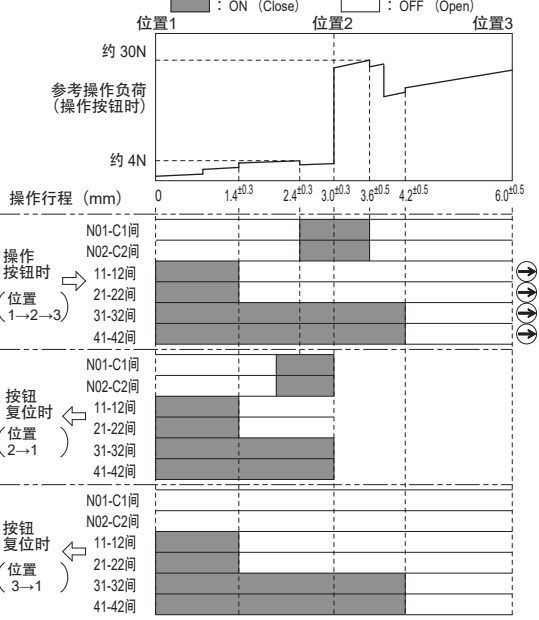 ：ON （Close） ：OFF （Open）
位置1 位置2 位置3
约 30N
参考操作负荷
（操作按钮时）
约 4N
操作行程（mm） 0 1.4±0.3 2.4±0.3 3.0±0.3 3.6±0.5 4.2±0.5 6.0±0.5
操作
按钮时
（位置
1→2→3）
N01-C1间
N02-C2间
11-12间
21-22间
31-32间
41-42间
按钮
复位时
（位置
2→1）
N01-C1间
N02-C2间
11-12间
21-22间
31-32间
41-42间
按钮
复位时
（位置
3→1）
N01-C1间
N02-C2间
11-12间
21-22间
31-32间
41-42间